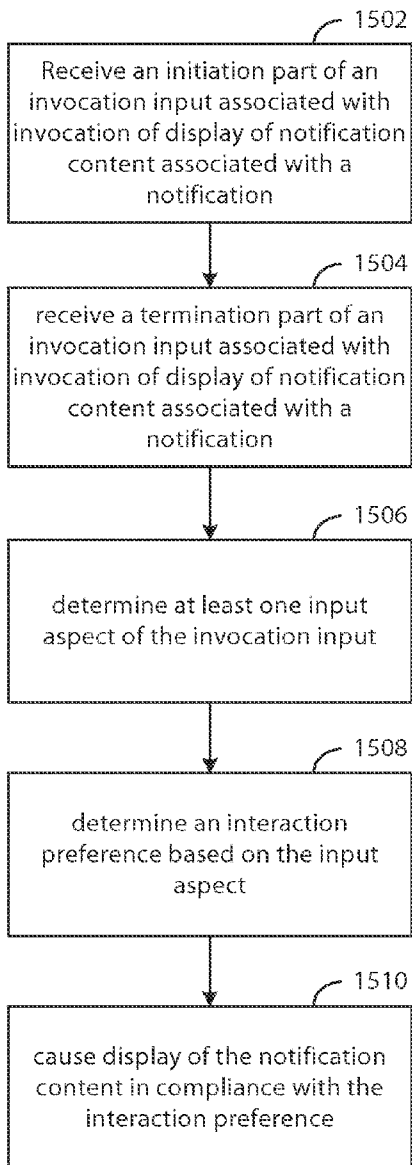 1502
Receive an initiation part of an
invocation input associated with
invocation of display of notification
content associated with a
notification
1504
receive a termination part of an
invocation input associated with
invocation of display of notification
content associated with a
notification
1506
determine at least one input
aspect of the invocation input
1508
determine an interaction
preference based on the input
aspect
1510
cause display of the notification
content in compliance with the
interaction preference